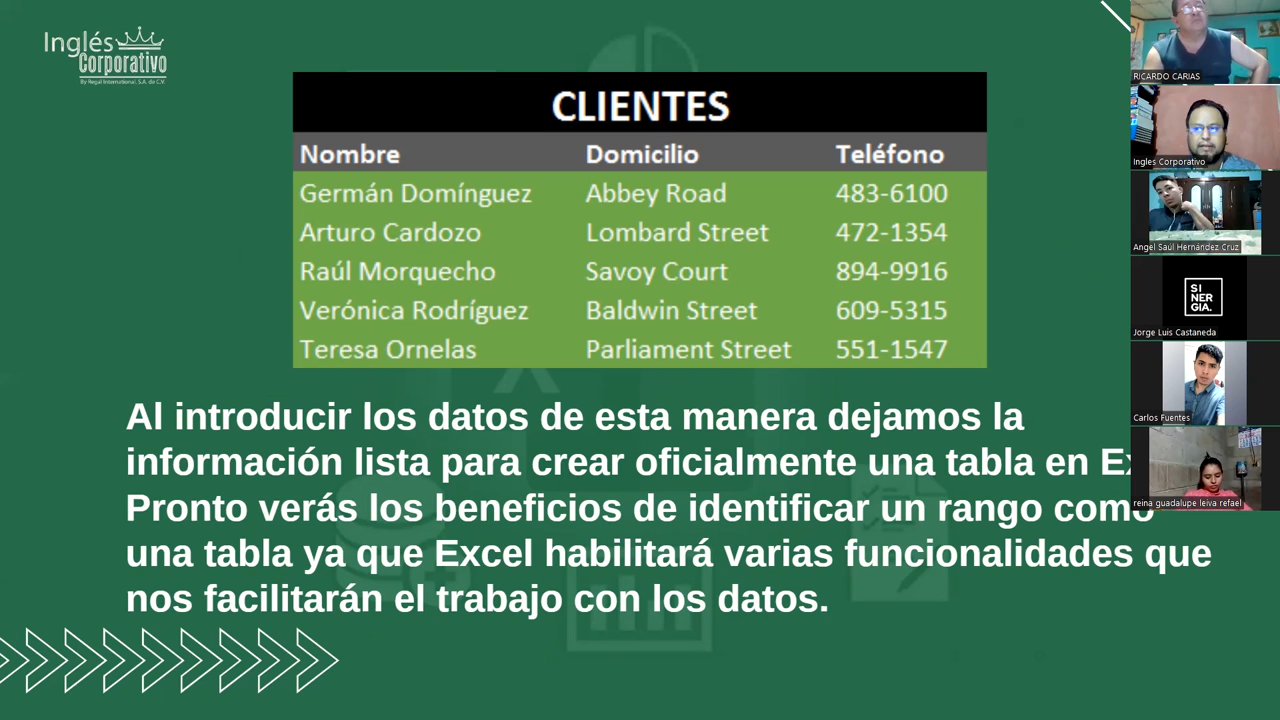 Inglés
Corporativo
By Regal International, S.A. de C.V.
CLIENTES
Nombre Domicilio Teléfono
Germán Domínguez Abbey Road 483-6100
Arturo Cardozo Lombard Street 472-1354
Raúl Morquecho Savoy Court 894-9916
Verónica Rodríguez Baldwin Street 609-5315
Teresa Ornelas Parliament Street 551-1547
Al introducir los datos de esta manera dejamos la
información lista para crear oficialmente una tabla en
Pronto verás los beneficios de identificar un rango como
una tabla ya que Excel habilitará varias funcionalidades que
nos facilitarán el trabajo con los datos.
RICARDO CARIAS
Ingles Corporativo
Angel Saúl Hernández Cruz
SI
NER
GIA.
Jorge Luis Castaneda
Carlos Fuentes
reina guadalupe leiva refael